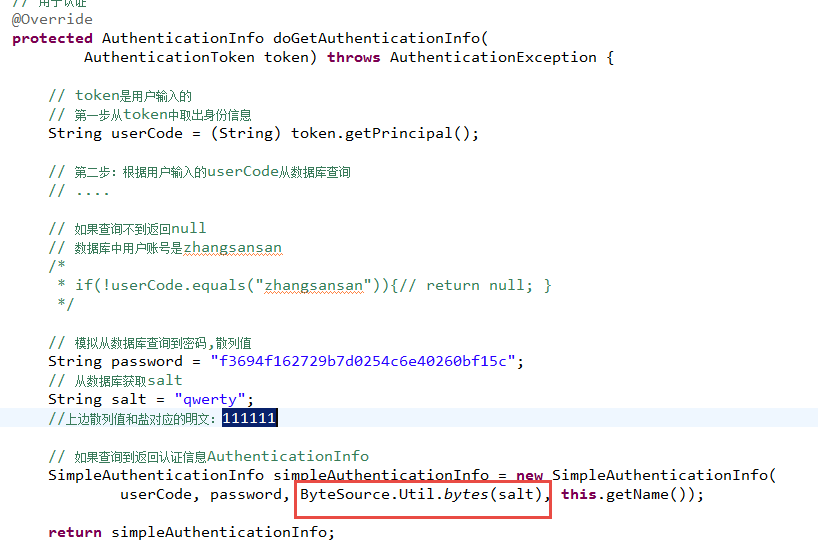 // 用于认证
@Override
protected AuthenticationInfo doGetAuthenticationInfo(
AuthenticationToken token) throws AuthenticationException {
// token是用户输入的
// 第一步从token中取出身份信息
String userCode = (String) token.getPrincipal();
// 第二步：根据用户输入的userCode从数据库查询
// ....
// 如果查询不到返回null
// 数据库中用户账号是zhangsansan
/*
* if(!userCode.equals("zhangsansan")){// return null; }
*/
// 模拟从数据库查询到密码,散列值
String password = "f3694f162729b7d0254c6e40260bf15c";
// 从数据库获取salt
String salt = "qwerty";
//上边散列值和盐对应的明文：111111
// 如果查询到返回认证信息AuthenticationInfo
SimpleAuthenticationInfo simpleAuthenticationInfo = new SimpleAuthenticationInfo(
userCode, password, ByteSource.Util.bytes(salt), this.getName());
return simpleAuthenticationInfo;